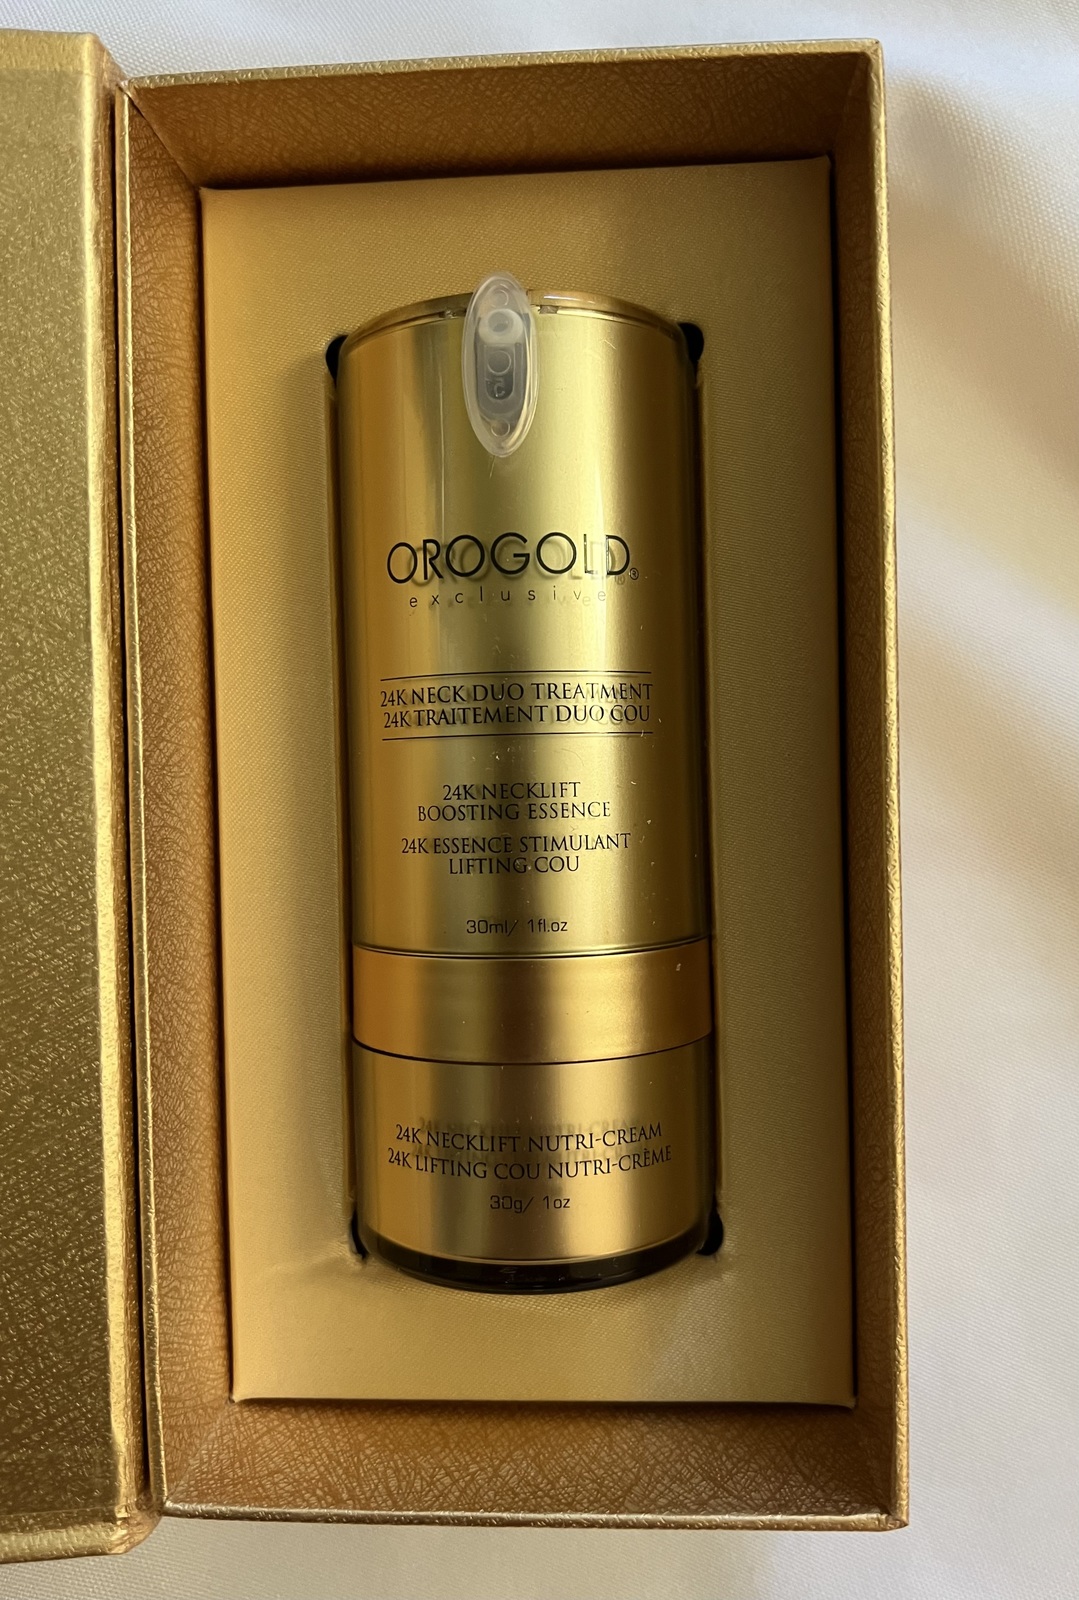 OROGOLD®
exclusive
24K NECK DUO TREATMENT
24K TRAITEMENT DUO COU
24K NECKLIFT
BOOSTING ESSENCE
24K ESSENCE STIMULANT
LIFTING COU
30ml/ 1fl.oz
24K NECKLIFT NUTRI-CREAM
24K LIFTING COU NUTRI-CRÈME
30g/ 1oz